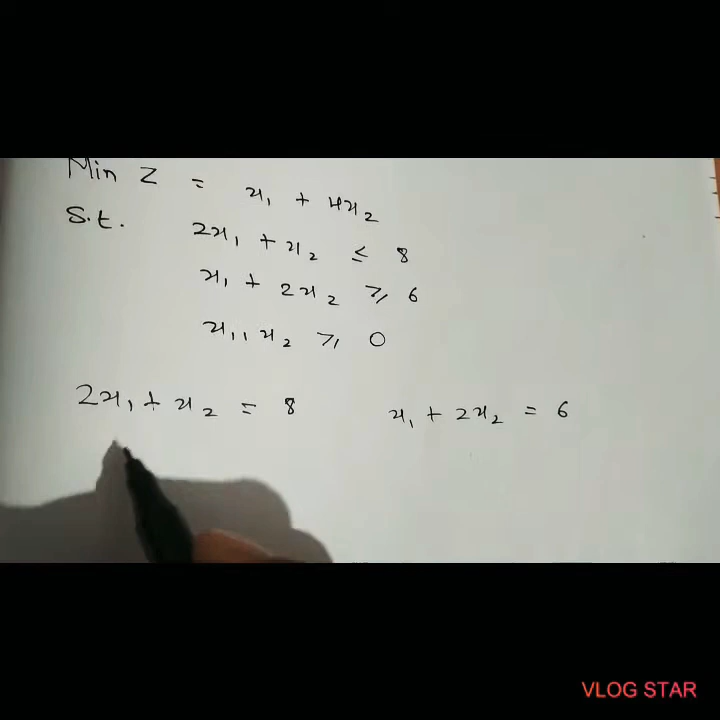 Min Z = x₁ + 4x₂
S.t. 2x₁ + x₂ ≤ 8
x₁ + 2x₂ ≥ 6
x₁, x₂ ≥ 0
2x₁ + x₂ = 8 x₁ + 2x₂ = 6
VLOG STAR